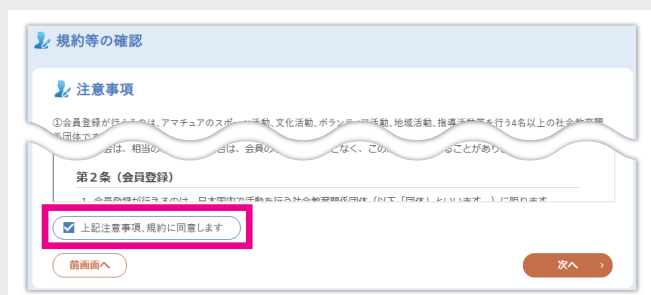 規約等の確認
注意事項
①会員登録が行えるのは、アマチュアのスポーツ活動、文化活動、ボランティア活動、地域活動、指導活動等を行う4名以上の社会教育関
係団体で
会は、相当の
合は、会員の
となく、この
ることがあり
第２条（会員登録）
1. 会員登録が行えるのは、日本国内で活動を行う社会教育関係団体（以下「団体」といいます。）に限ります
上記注意事項、規約に同意します
前画面へ
次へ